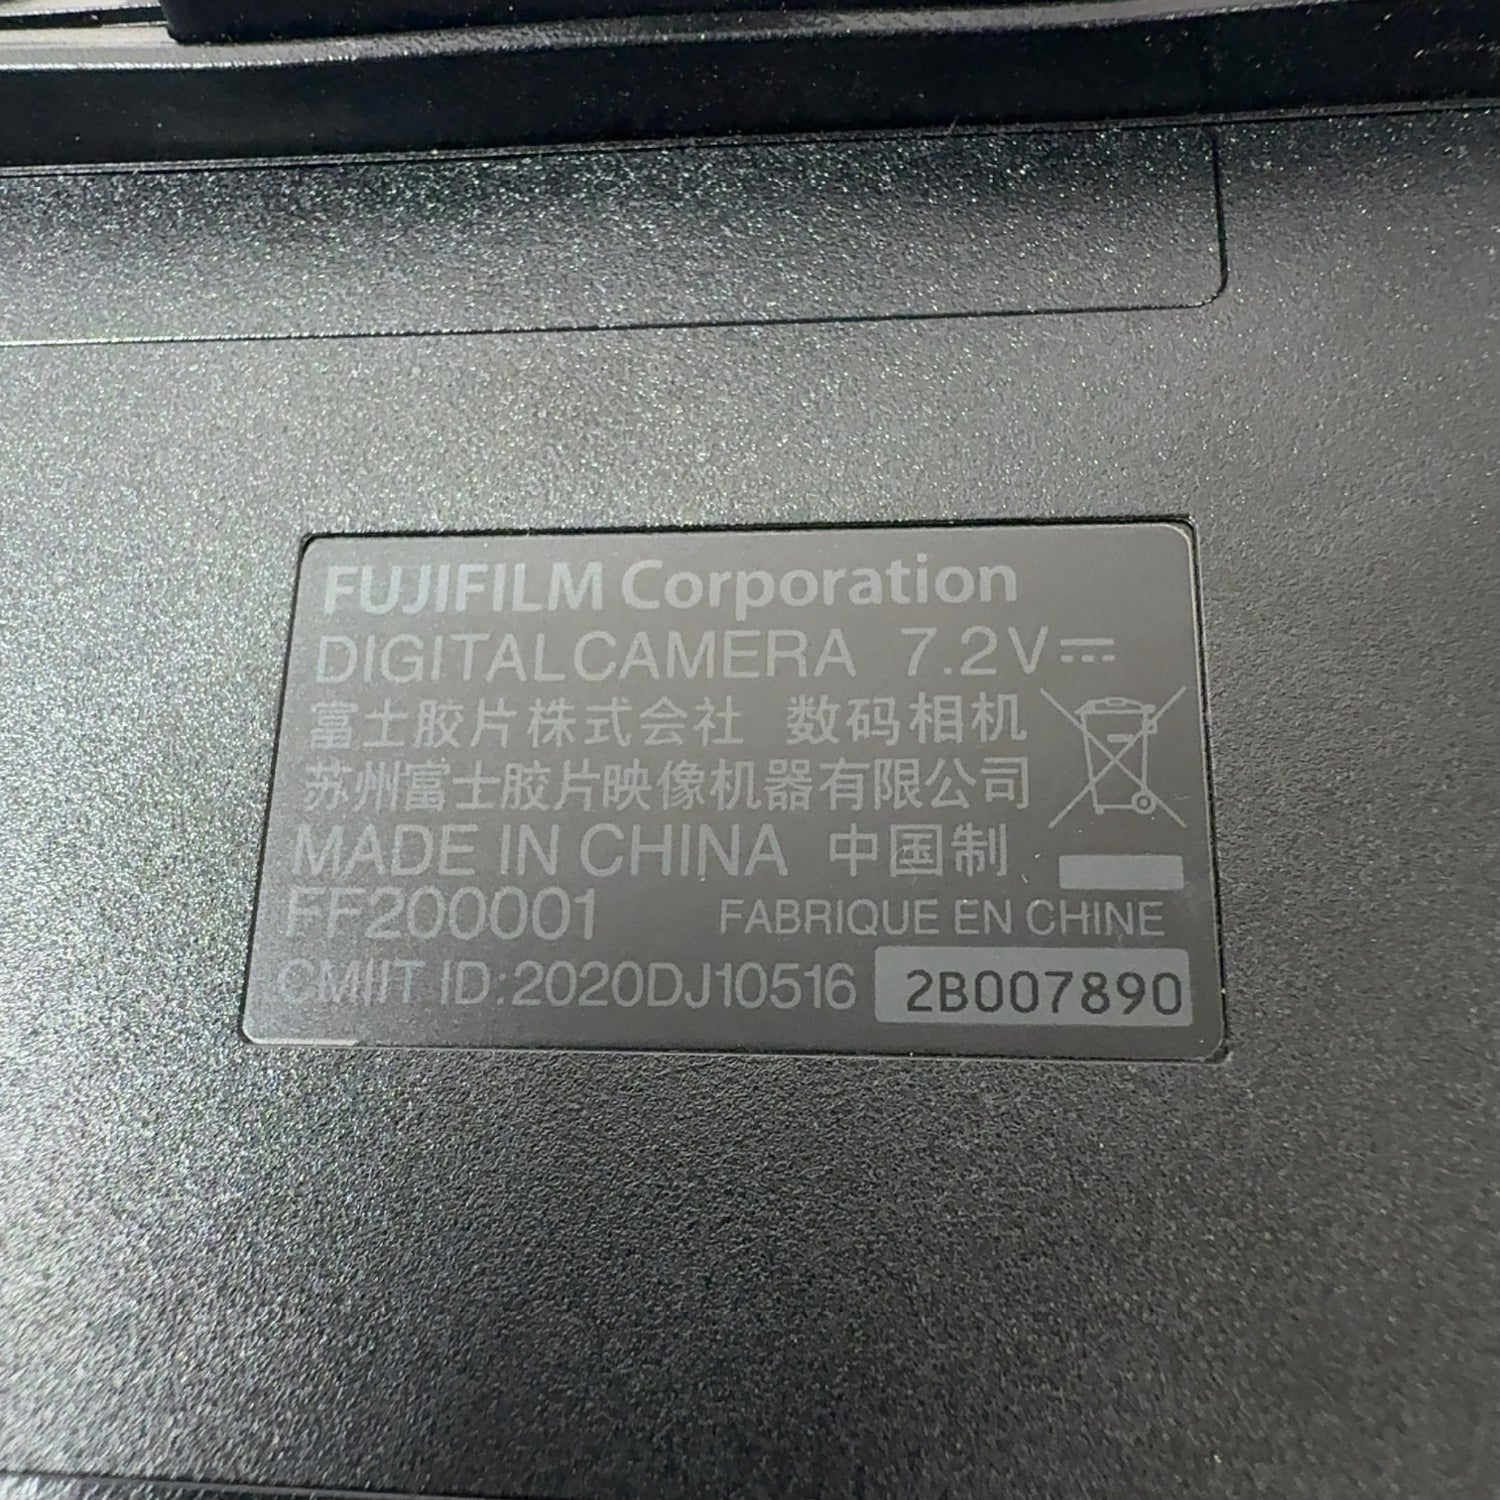 FUJIFILM Corporation
DIGITAL CAMERA 7.2V
富士胶片株式会社 数码相机
苏州富士胶片映像机器有限公司
MADE IN CHINA 中国制
FF200001 FABRIQUE EN CHINE
CMIIT ID:2020DJ10516 2B007890